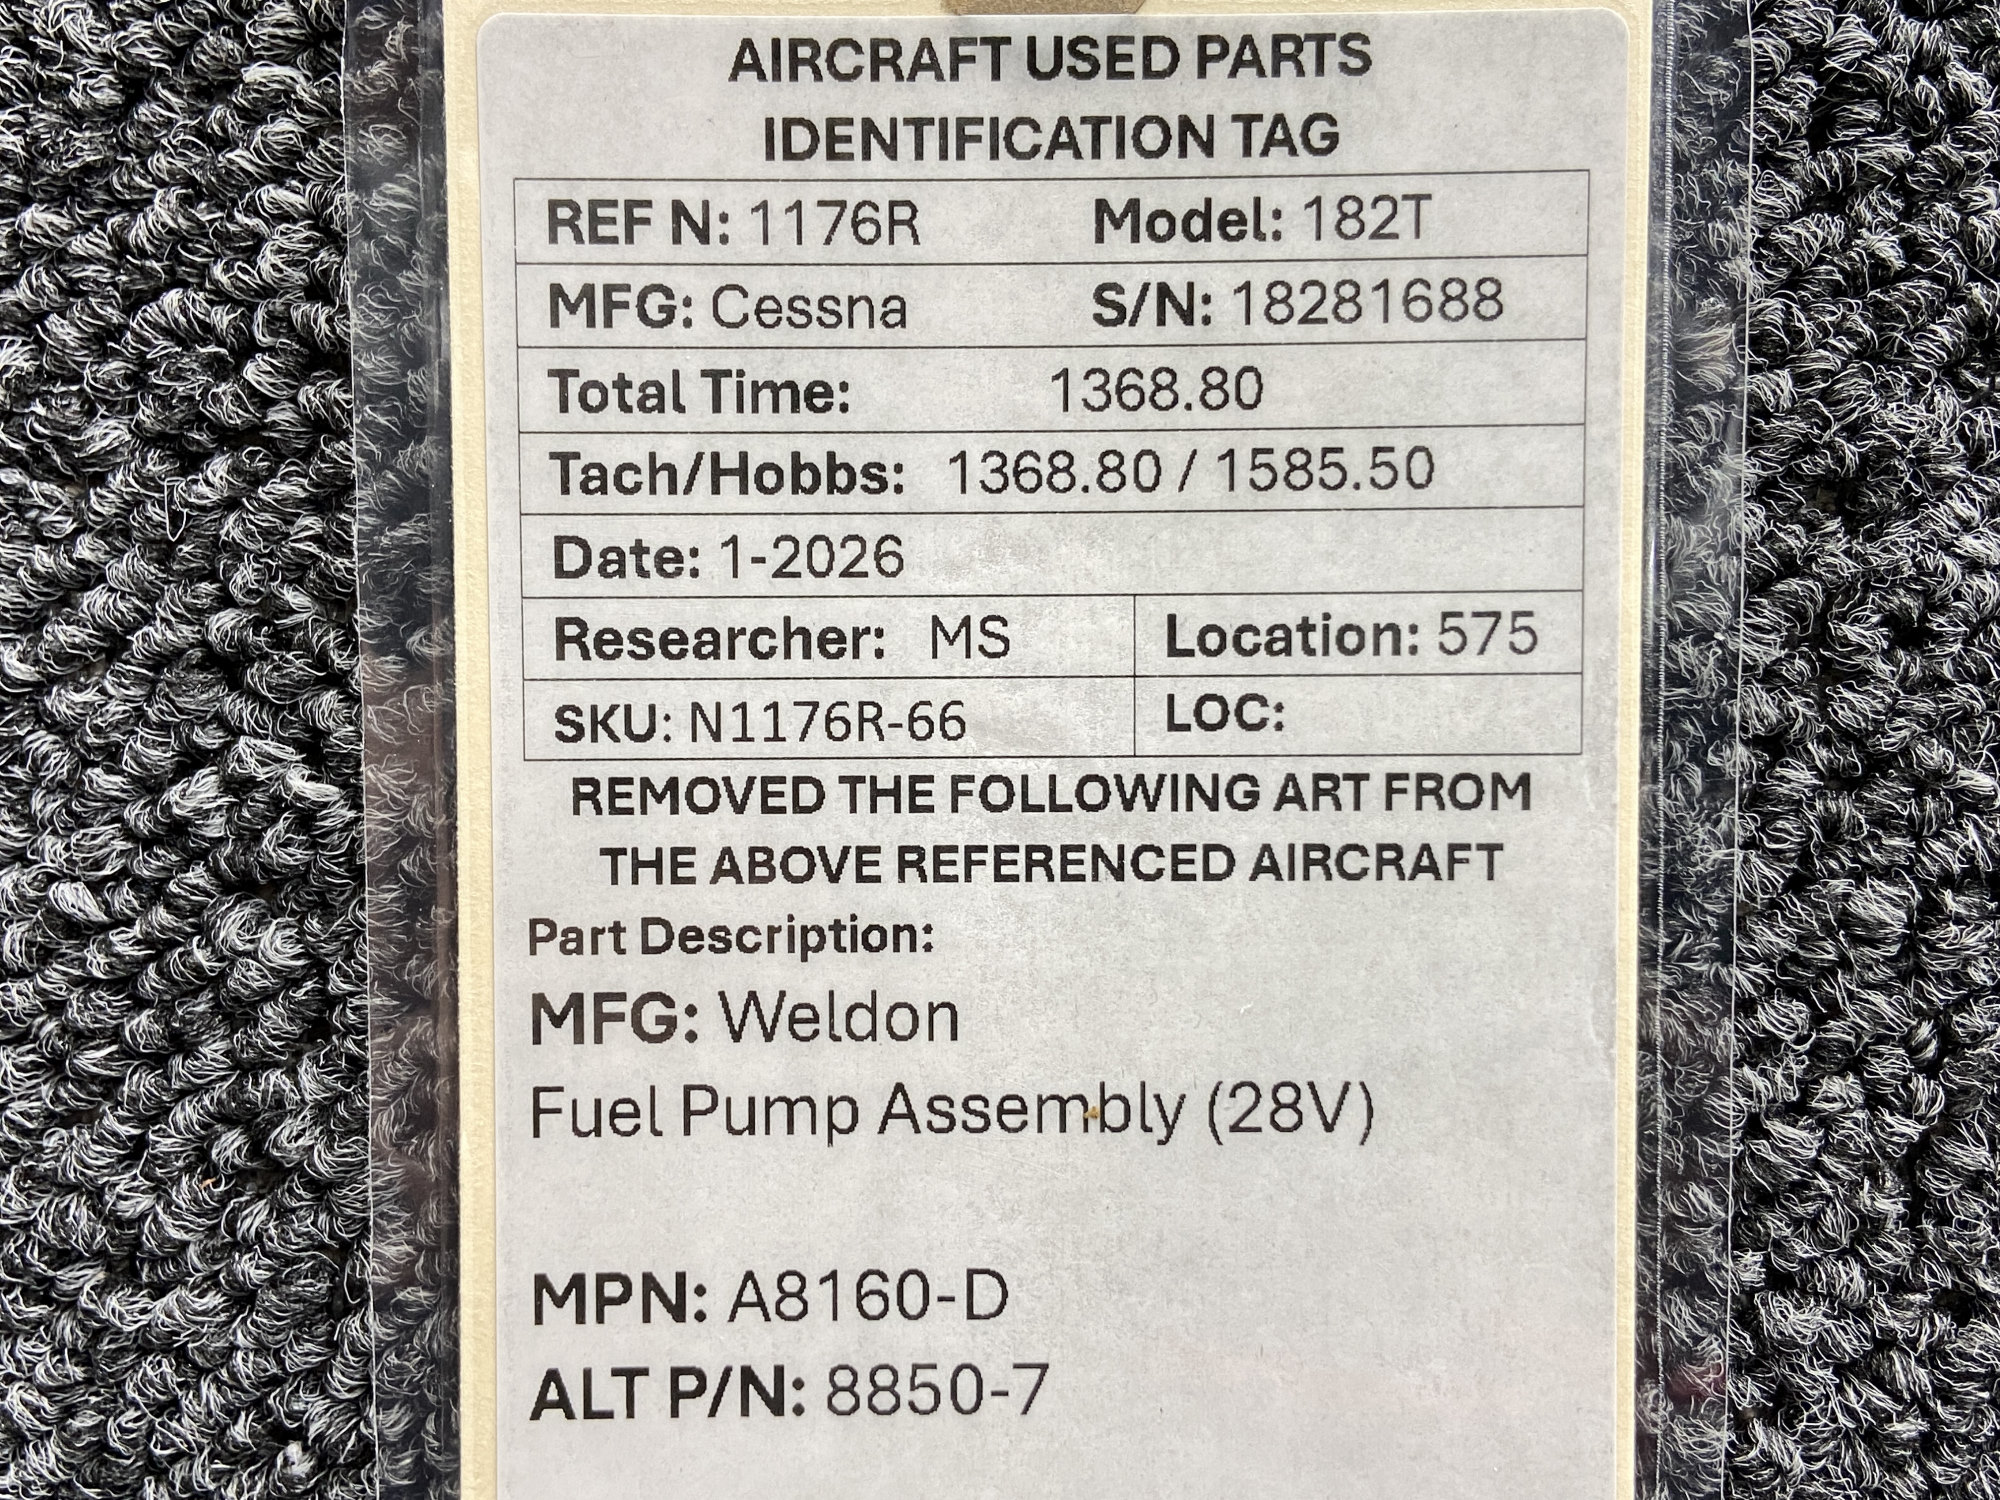 AIRCRAFT USED PARTS
IDENTIFICATION TAG
REF N: 1176R Model: 182T
MFG: Cessna S/N: 18281688
Total Time: 1368.80
Tach/Hobbs: 1368.80 / 1585.50
Date: 1-2026
Researcher: MS Location: 575
SKU: N1176R-66 LOC:
REMOVED THE FOLLOWING ART FROM
THE ABOVE REFERENCED AIRCRAFT
Part Description:
MFG: Weldon
Fuel Pump Assembly (28V)
MPN: A8160-D
ALT P/N: 8850-7